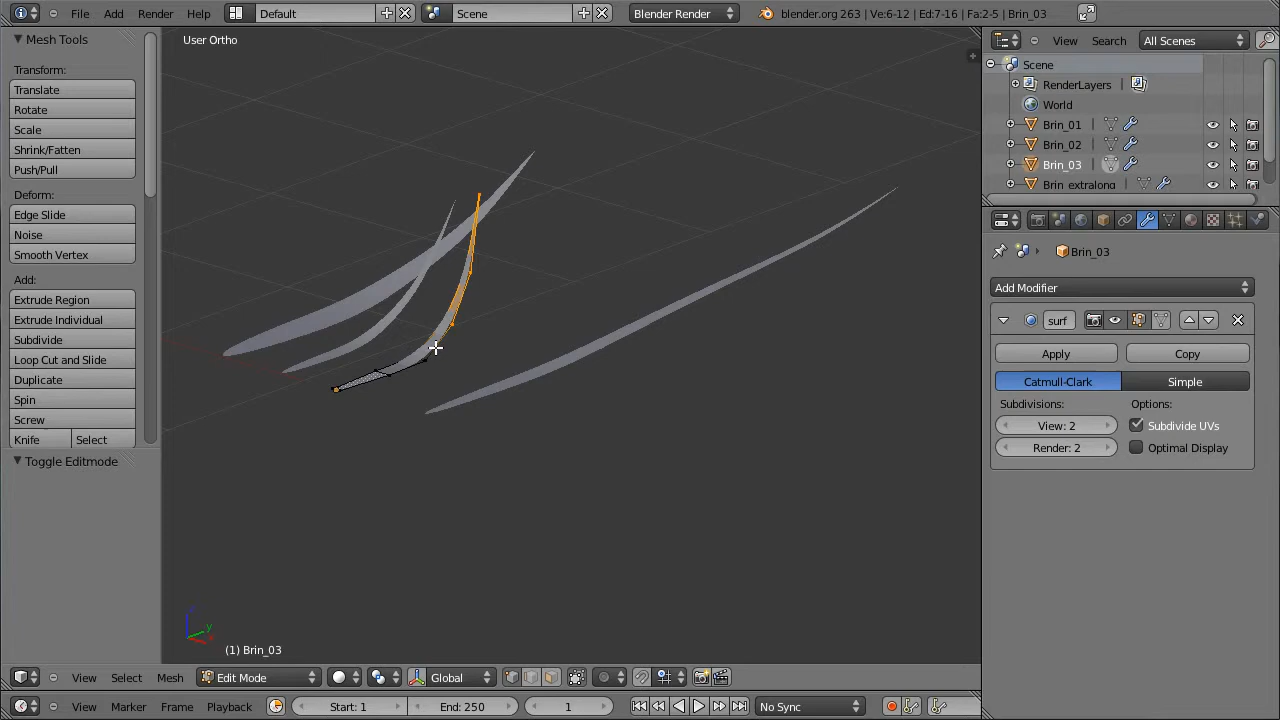 File Add Render Help Default Scene Blender Render blender.org 263 | Ve:6-12 | Ed:7-16 | Fa:2-5 | Brin_03
Mesh Tools
Transform:
Translate
Rotate
Scale
Shrink/Fatten
Push/Pull
Deform:
Edge Slide
Noise
Smooth Vertex
Add:
Extrude Region
Extrude Individual
Subdivide
Loop Cut and Slide
Duplicate
Spin
Screw
Knife Select
Toggle Editmode
User Ortho
z
y
x
(1) Brin_03
View Select Mesh Edit Mode Global
View Marker Frame Playback Start: 1 End: 250 1 No Sync
View Search All Scenes
Scene
RenderLayers |
World
Brin_01 |
Brin_02 |
Brin_03 |
Brin_extralong |
Brin_03
Add Modifier
surf
Apply Copy
Catmull-Clark Simple
Subdivisions: Options:
View: 2 Subdivide UVs
Render: 2 Optimal Display